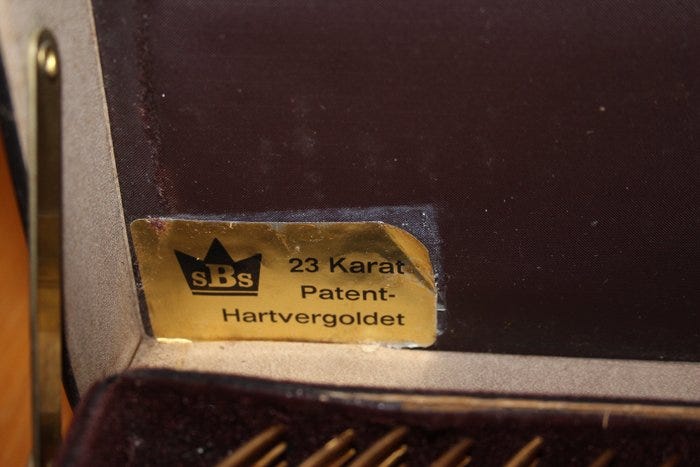 sBs
23 Karat
Patent-
Hartvergoldet